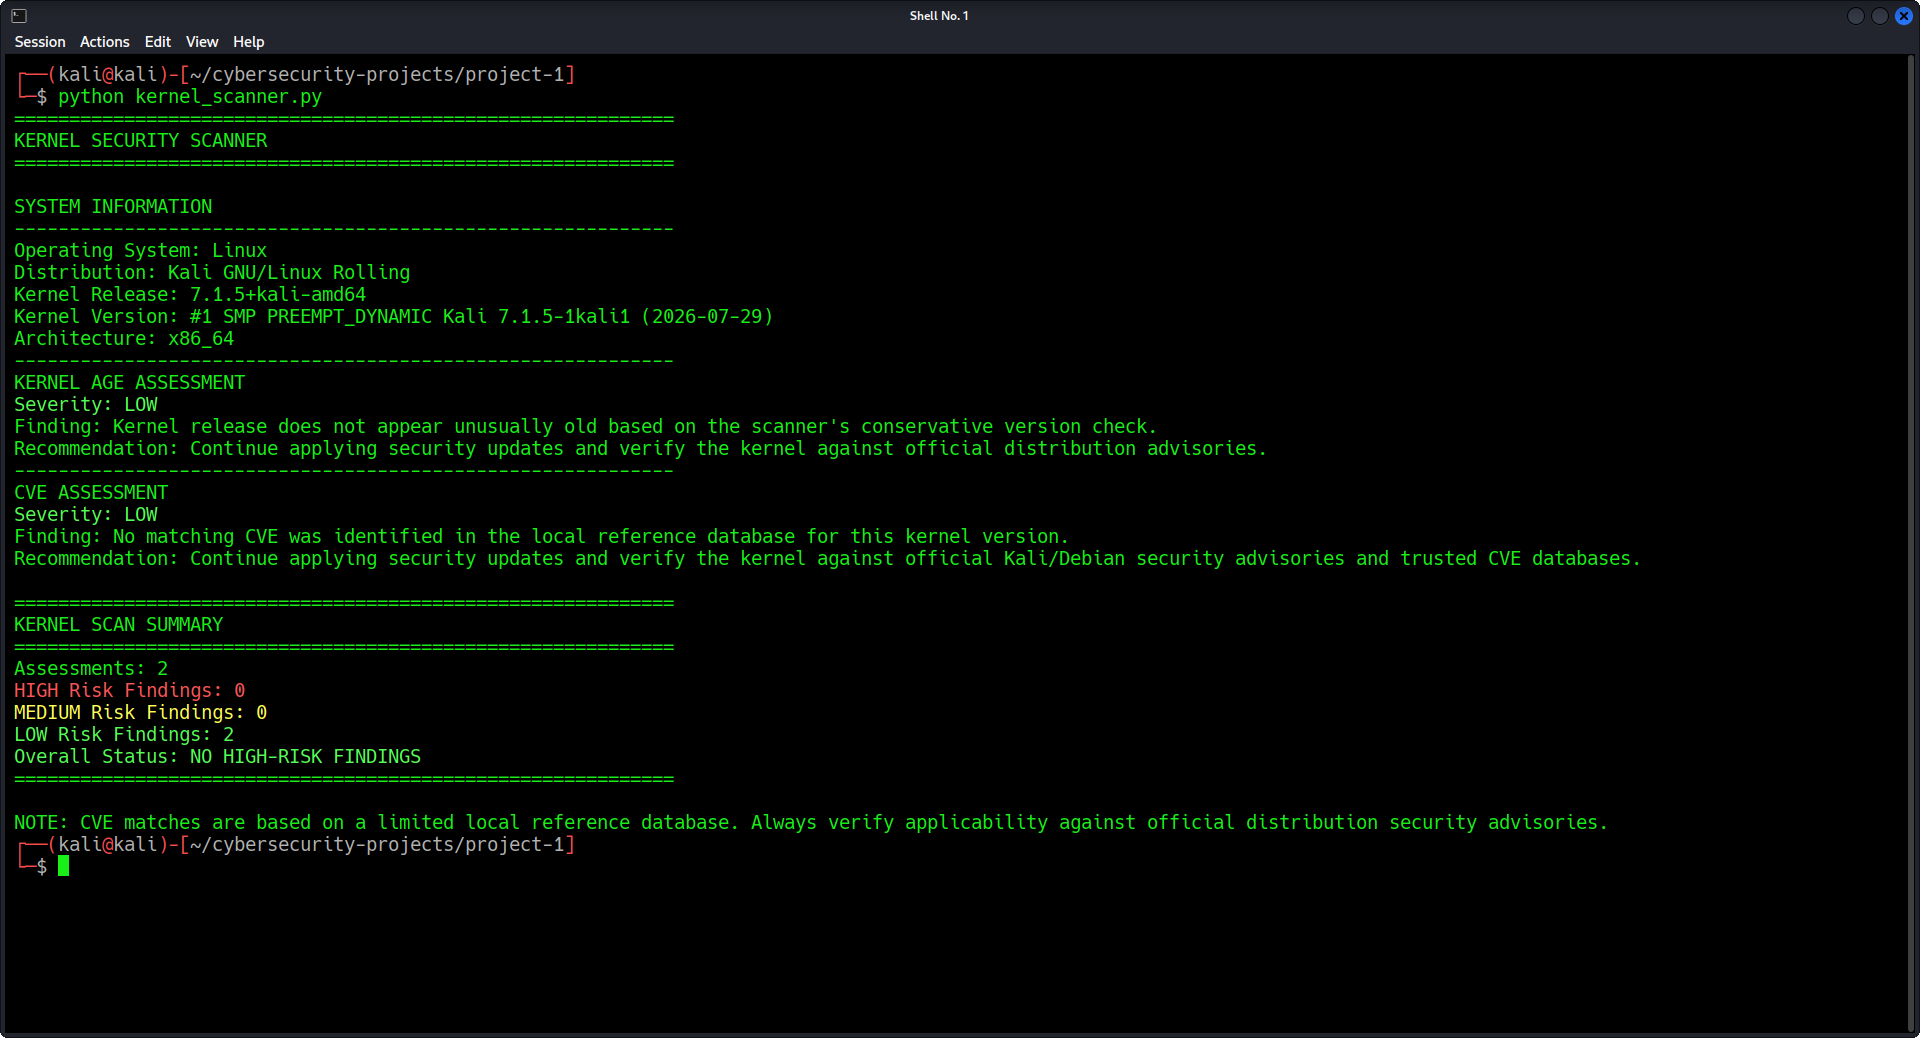 Shell No. 1
Session Actions Edit View Help
┌──(kali@kali)-[~/cybersecurity-projects/project-1]
└─$ python kernel_scanner.py
============================================================
KERNEL SECURITY SCANNER
============================================================

SYSTEM INFORMATION
------------------------------------------------------------
Operating System: Linux
Distribution: Kali GNU/Linux Rolling
Kernel Release: 7.1.5+kali-amd64
Kernel Version: #1 SMP PREEMPT_DYNAMIC Kali 7.1.5-1kali1 (2026-07-29)
Architecture: x86_64
------------------------------------------------------------
KERNEL AGE ASSESSMENT
Severity: LOW
Finding: Kernel release does not appear unusually old based on the scanner's conservative version check.
Recommendation: Continue applying security updates and verify the kernel against official distribution advisories.
------------------------------------------------------------
CVE ASSESSMENT
Severity: LOW
Finding: No matching CVE was identified in the local reference database for this kernel version.
Recommendation: Continue applying security updates and verify the kernel against official Kali/Debian security advisories and trusted CVE databases.

============================================================
KERNEL SCAN SUMMARY
============================================================
Assessments: 2
HIGH Risk Findings: 0
MEDIUM Risk Findings: 0
LOW Risk Findings: 2
Overall Status: NO HIGH-RISK FINDINGS
============================================================

NOTE: CVE matches are based on a limited local reference database. Always verify applicability against official distribution security advisories.
┌──(kali@kali)-[~/cybersecurity-projects/project-1]
└─$